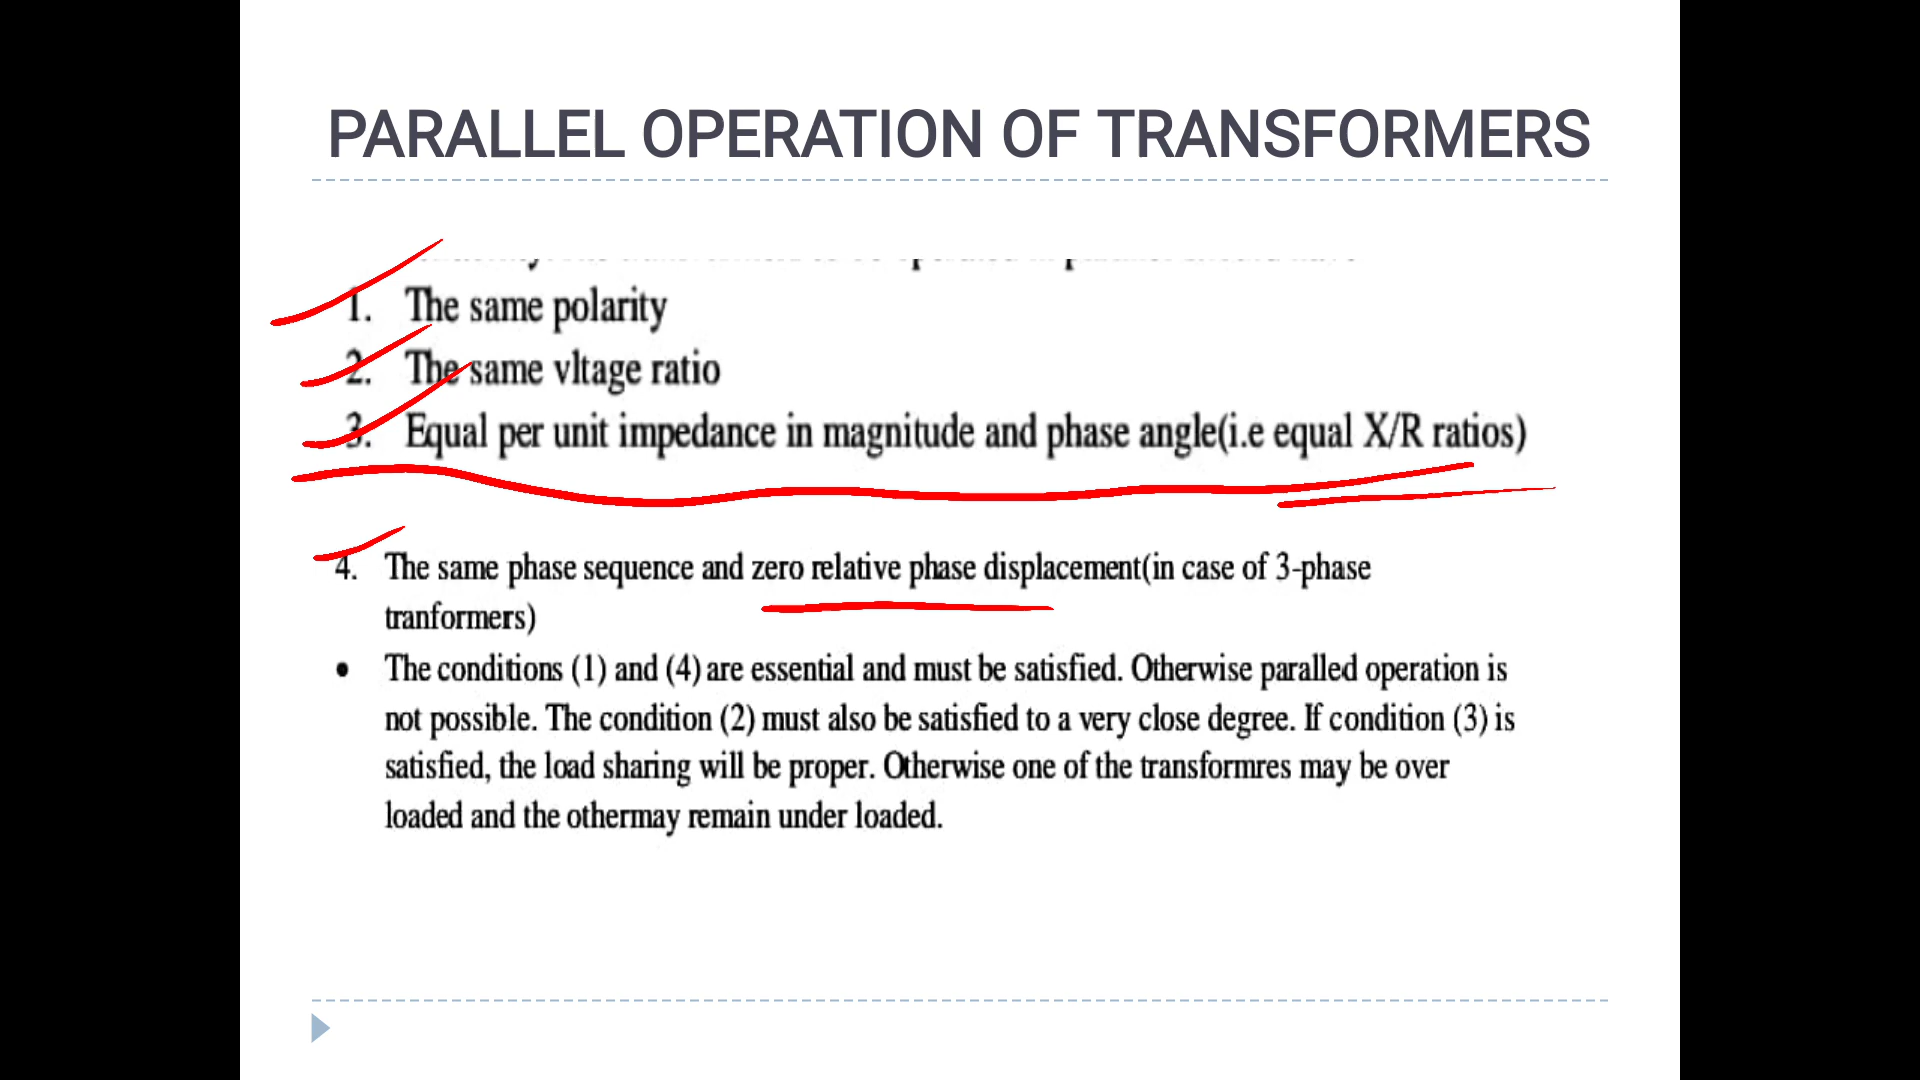 PARALLEL OPERATION OF TRANSFORMERS
1. The same polarity
2. The same vltage ratio
3. Equal per unit impedance in magnitude and phase angle(i.e equal X/R ratios)
4. The same phase sequence and zero relative phase displacement(in case of 3-phase
tranformers)
• The conditions (1) and (4) are essential and must be satisfied. Otherwise paralled operation is
not possible. The condition (2) must also be satisfied to a very close degree. If condition (3) is
satisfied, the load sharing will be proper. Otherwise one of the transformres may be over
loaded and the othermay remain under loaded.